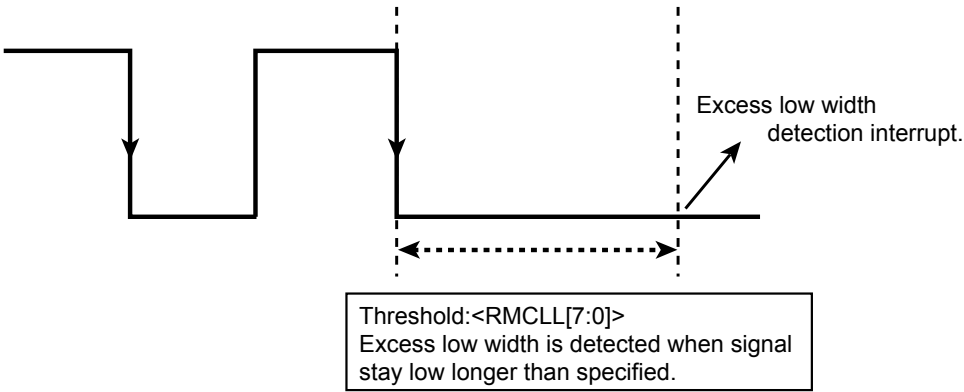 Excess low width
detection interrupt.
Threshold:<RMCLL[7:0]>
Excess low width is detected when signal
stay low longer than specified.